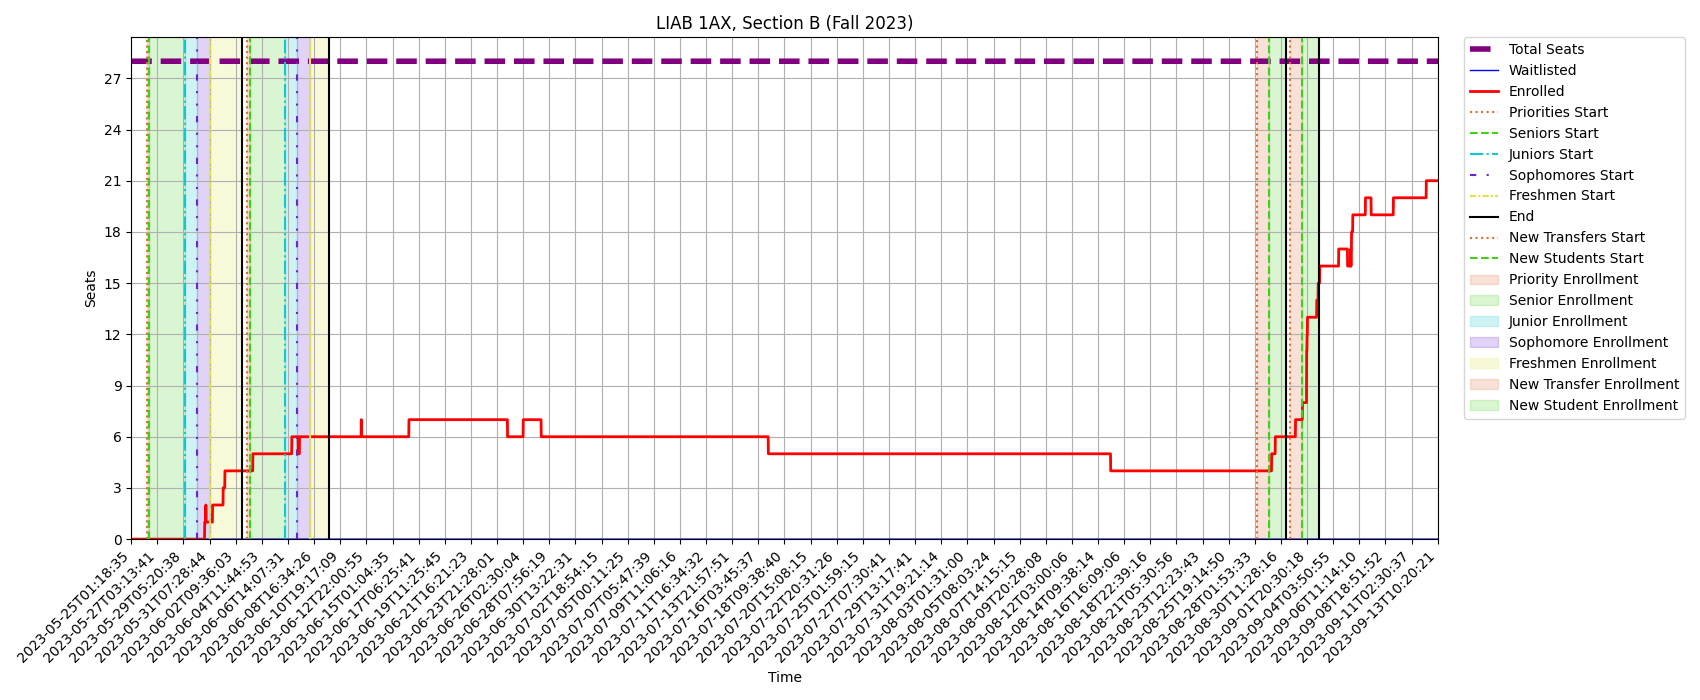 LIAB 1AX, Section B (Fall 2023)
Seats
27
24
21
18
15
12
9
6
3
0
2023-05-25T01:18:35
2023-05-27T03:13:41
2023-05-29T05:20:38
2023-05-31T07:28:44
2023-06-02T09:36:03
2023-06-04T11:44:53
2023-06-06T14:07:31
2023-06-08T16:34:26
2023-06-10T19:17:09
2023-06-12T22:00:55
2023-06-15T01:04:35
2023-06-17T06:25:41
2023-06-19T11:25:45
2023-06-21T16:21:23
2023-06-23T21:28:01
2023-06-26T02:30:04
2023-06-28T07:56:19
2023-06-30T13:22:31
2023-07-02T18:54:15
2023-07-05T00:11:25
2023-07-07T05:47:39
2023-07-09T11:06:16
2023-07-11T16:34:32
2023-07-13T21:57:51
2023-07-16T03:45:37
2023-07-18T09:38:40
2023-07-20T15:08:15
2023-07-22T20:31:26
2023-07-25T01:59:15
2023-07-27T07:30:41
2023-07-29T13:17:41
2023-07-31T19:21:14
2023-08-03T01:31:00
2023-08-05T08:03:24
2023-08-07T14:15:15
2023-08-09T20:28:08
2023-08-12T03:00:06
2023-08-14T09:38:14
2023-08-16T16:09:06
2023-08-18T22:39:16
2023-08-21T05:30:56
2023-08-23T12:23:43
2023-08-25T19:14:50
2023-08-28T01:53:33
2023-08-30T11:28:16
2023-09-01T20:30:18
2023-09-04T03:50:55
2023-09-06T11:14:10
2023-09-08T18:51:52
2023-09-11T02:30:37
2023-09-13T10:20:21
Time
Total Seats
Waitlisted
Enrolled
Priorities Start
Seniors Start
Juniors Start
Sophomores Start
Freshmen Start
End
New Transfers Start
New Students Start
Priority Enrollment
Senior Enrollment
Junior Enrollment
Sophomore Enrollment
Freshmen Enrollment
New Transfer Enrollment
New Student Enrollment